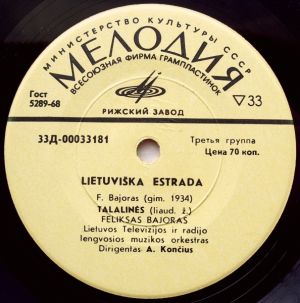 МИНИСТЕРСТВО КУЛЬТУРЫ СССР
МЕЛОДИЯ
ВСЕСОЮЗНАЯ ФИРМА ГРАМПЛАСТИНОК
Гост
5289-68
▽33
РИЖСКИЙ ЗАВОД
33Д-00033181
Третья группа
Цена 70 коп.
LIETUVIŠKA ESTRADA
F. Bajoras (gim. 1934)
TALALINĖS (liaud. ž.)
FELIKSAS BAJORAS
Lietuvos Televizijos ir radijo
lengvosios muzikos orkestras
Dirigentas A. Končius